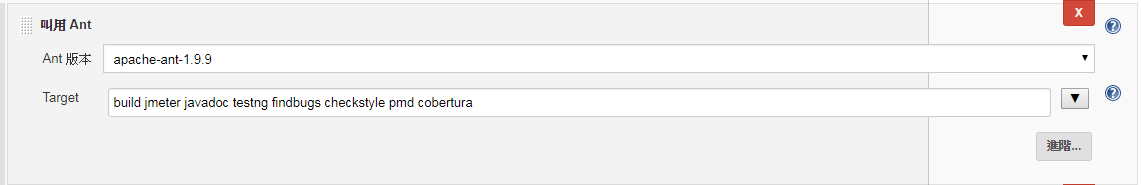 叫用 Ant
X
Ant 版本
apache-ant-1.9.9
Target
build jmeter javadoc testng findbugs checkstyle pmd cobertura
進階...